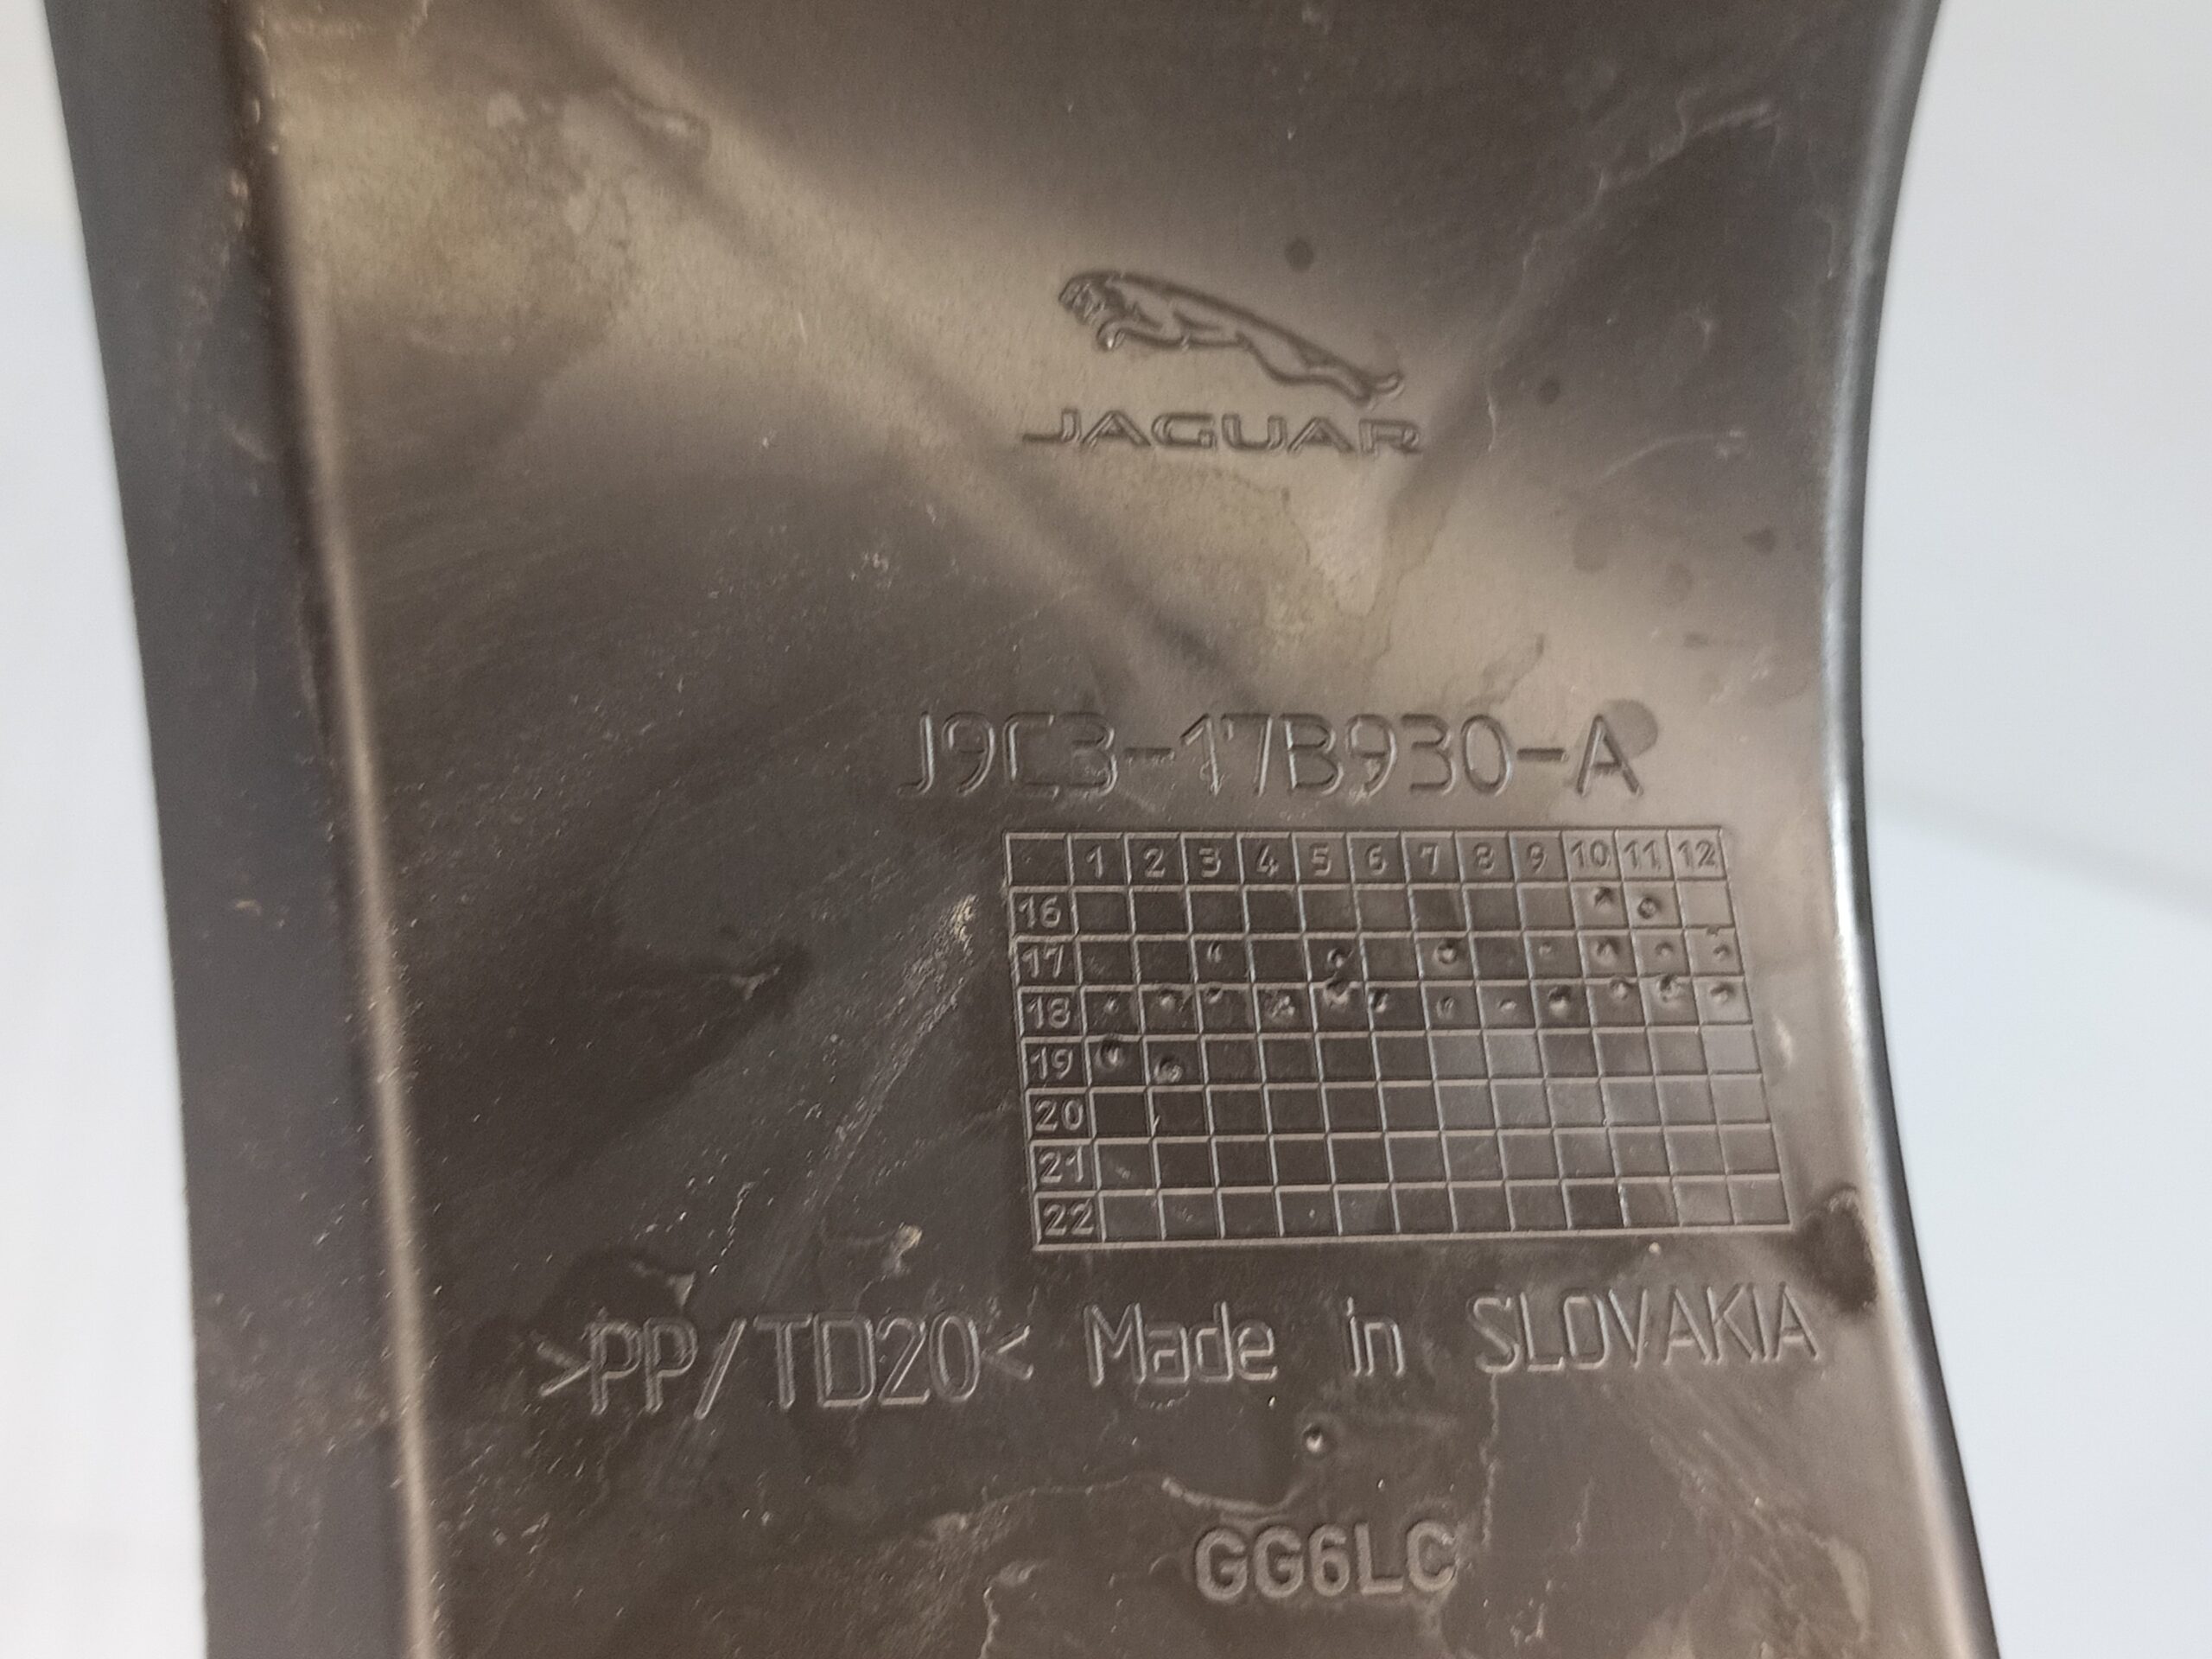 JAGUAR
J9C3-17B930-A
1 2 3 4 5 6 7 8 9 10 11 12
16
17
18
19
20
21
22
>PP/TD20< Made in SLOVAKIA
GG6LC